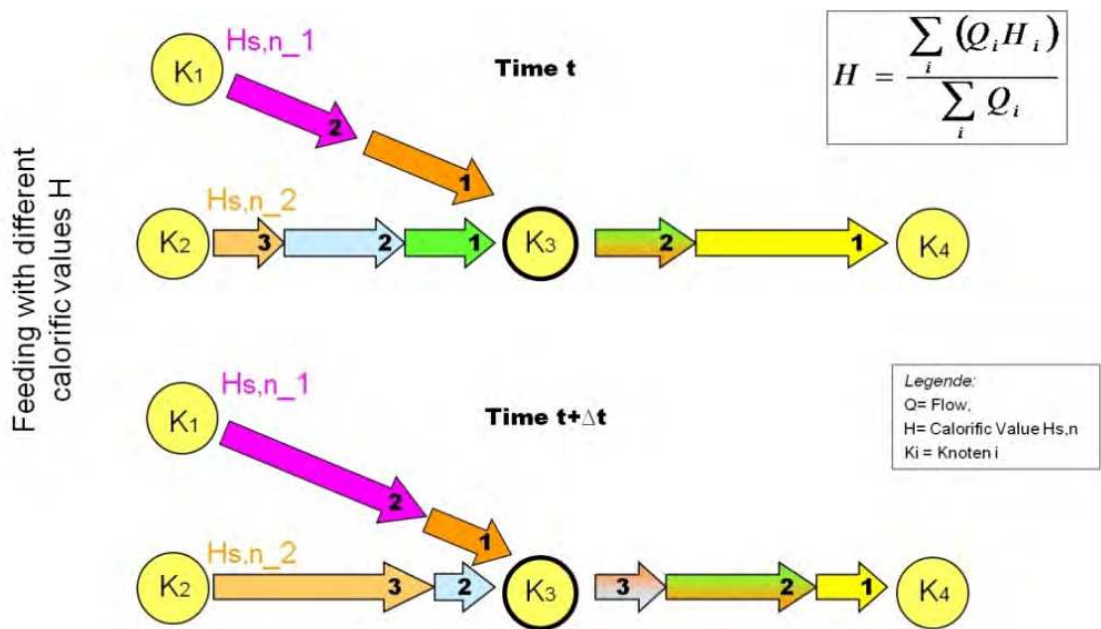 Feeding with different
calorific values H
Hs,n_1
K1
2
1
Time t
H = ∑i (QiHi) / ∑i Qi
Hs,n_2
K2
3
2
1
K3
2
1
K4
Hs,n_1
K1
2
1
Time t+Δt
Legende:
Q= Flow,
H= Calorific Value Hs,n
Ki = Knoten i
Hs,n_2
K2
3
2
K3
3
2
1
K4